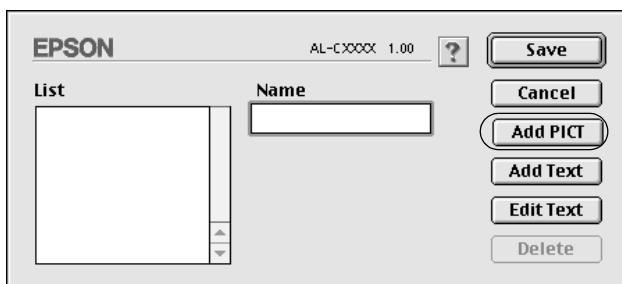 EPSON AL-CXXXX 1.00 ? Save
List Name Cancel
Add PICT
Add Text
Edit Text
Delete